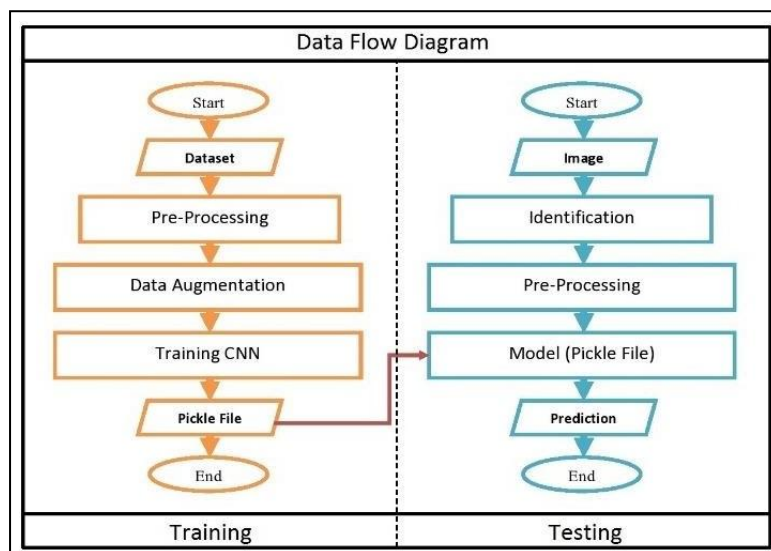 Data Flow Diagram
Start
Dataset
Pre-Processing
Data Augmentation
Training CNN
Pickle File
End
Training
Start
Image
Identification
Pre-Processing
Model (Pickle File)
Prediction
End
Testing